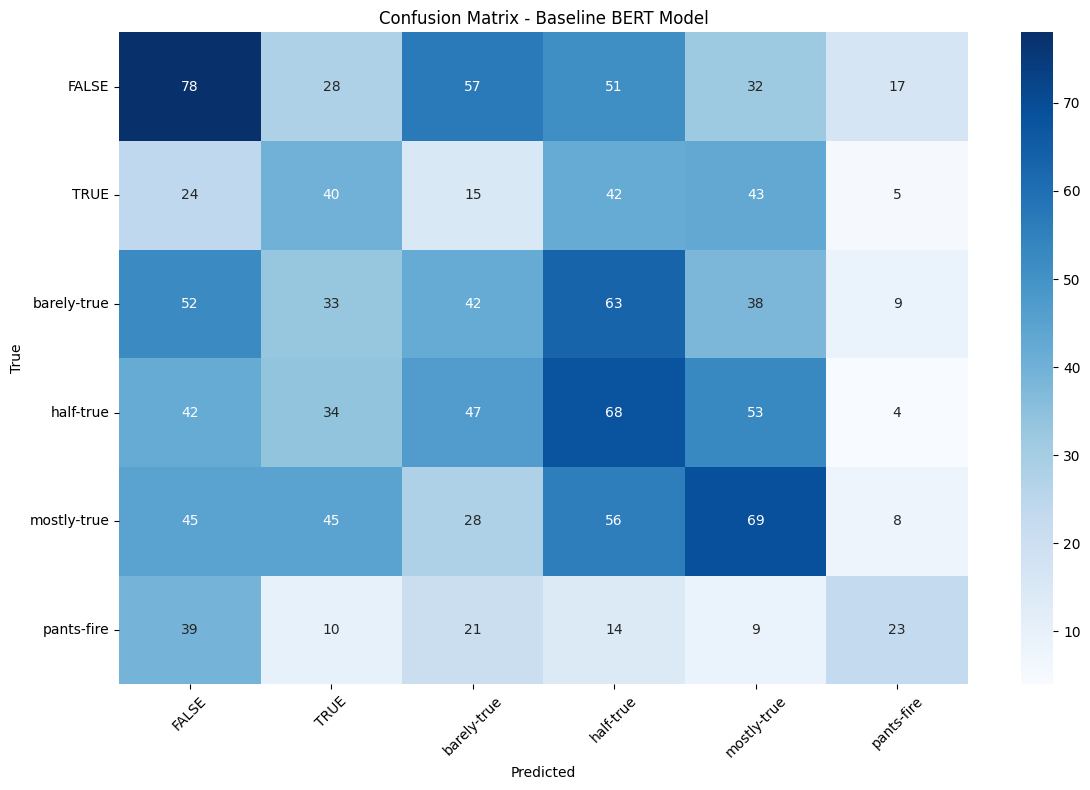 Confusion Matrix - Baseline BERT Model
FALSE 78 28 57 51 32 17
TRUE 24 40 15 42 43 5
barely-true 52 33 42 63 38 9
half-true 42 34 47 68 53 4
mostly-true 45 45 28 56 69 8
pants-fire 39 10 21 14 9 23
True
FALSE TRUE barely-true half-true mostly-true pants-fire
Predicted
70
60
50
40
30
20
10